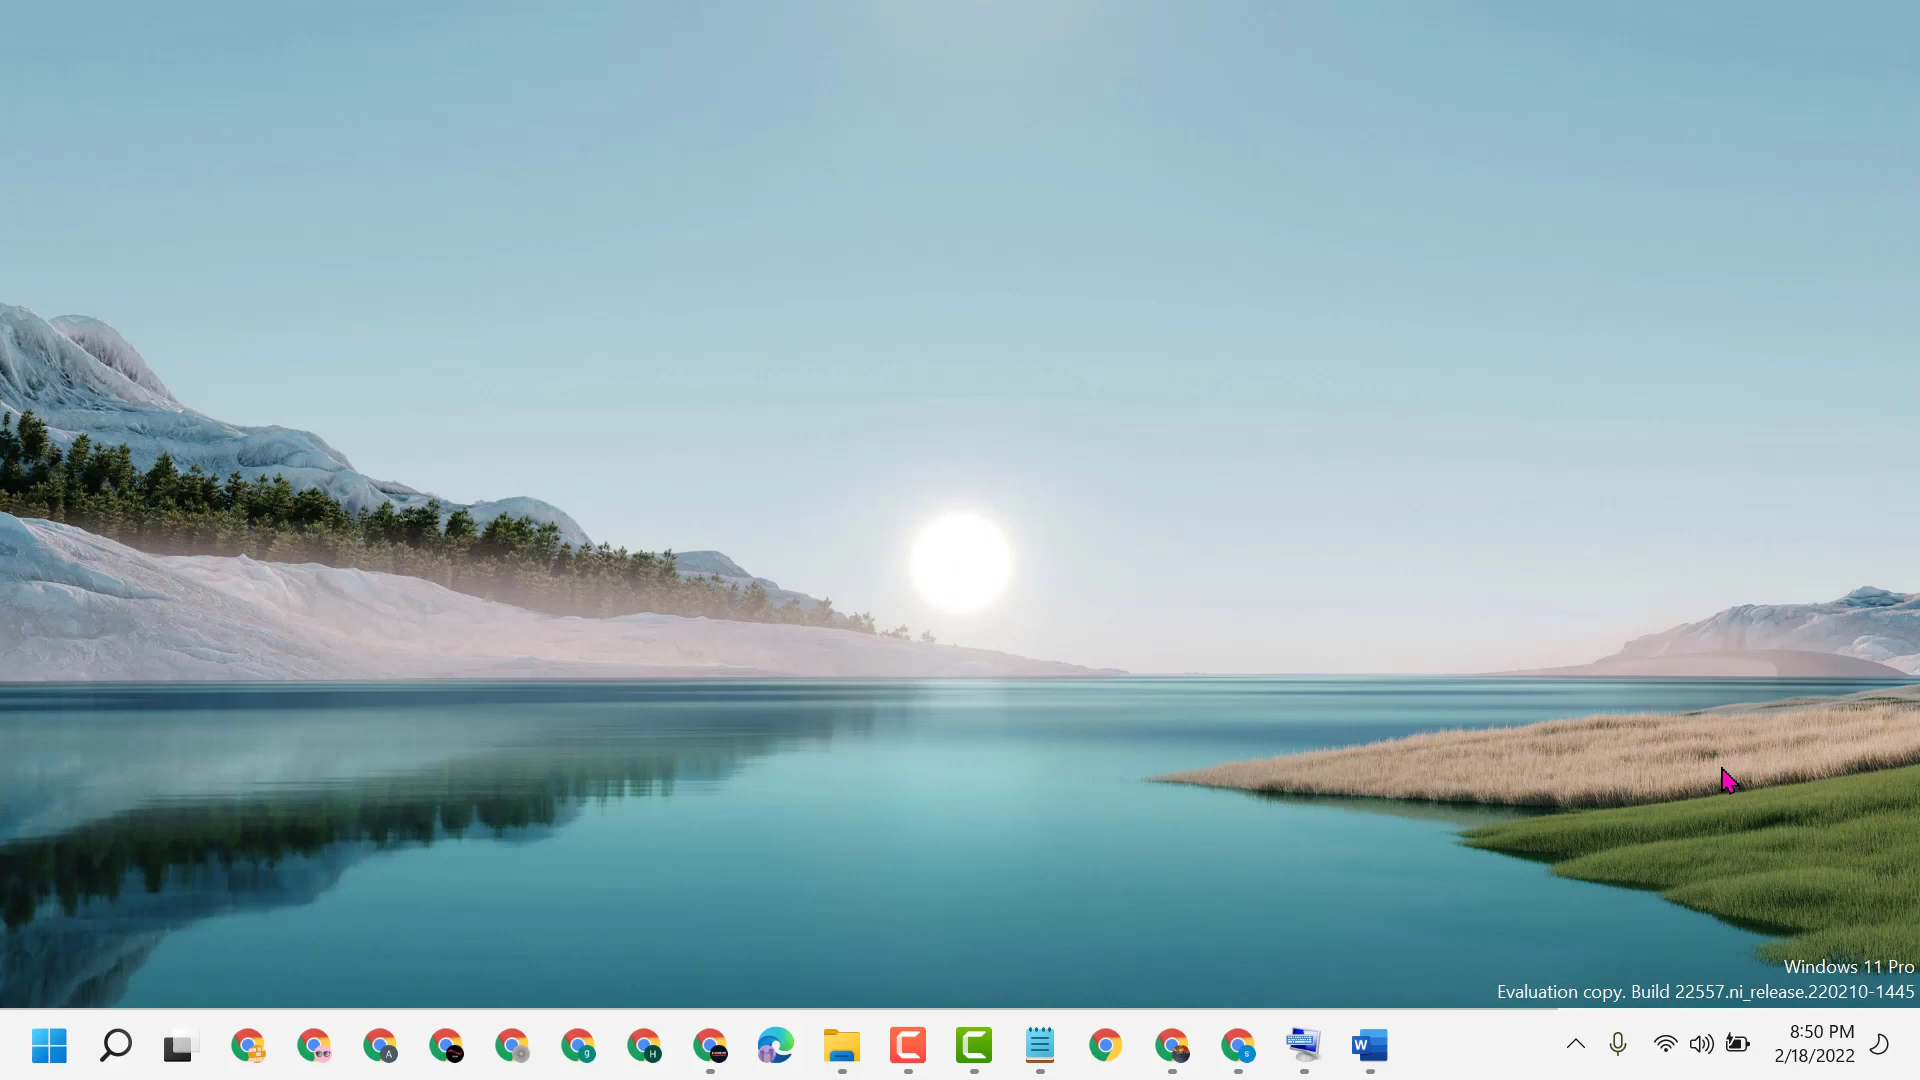 Windows 11 Pro
Evaluation copy. Build 22557.ni_release.220210-1445
A
g
H
s
W
8:50 PM
2/18/2022